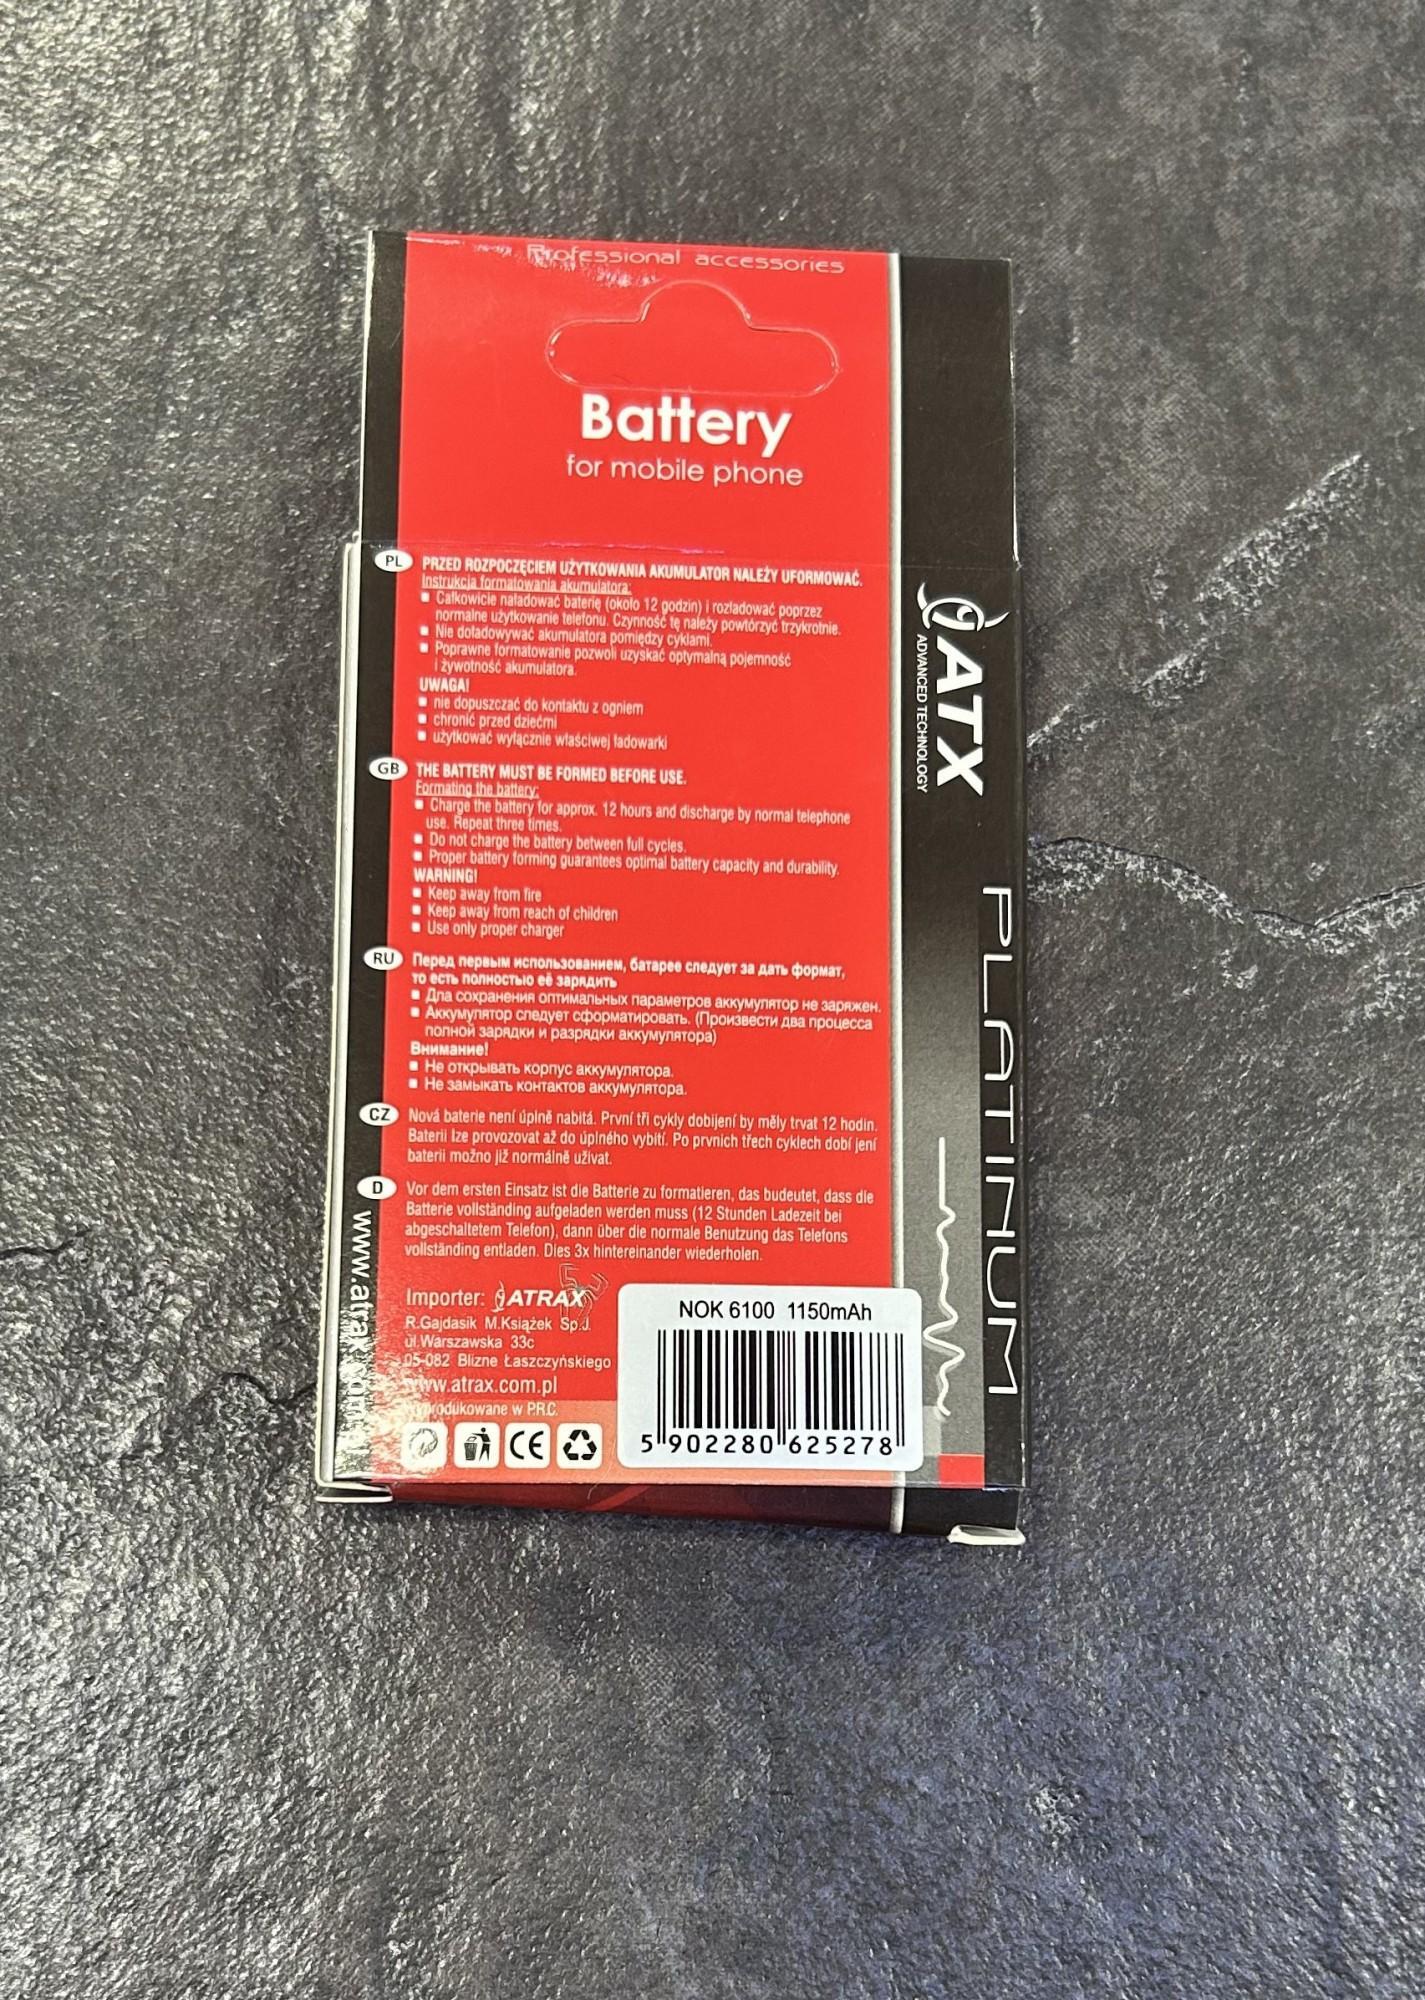 Professional accessories
Battery
for mobile phone
PL
PRZED ROZPOCZĘCIEM UŻYTKOWANIA AKUMULATOR NALEŻY UFORMOWAĆ.
Instrukcja formatowania akumulatora:
Całkowicie naładować baterię (około 12 godzin) i rozładować poprzez
normalne użytkowanie telefonu. Czynność tę należy powtórzyć trzykrotnie.
Nie doładowywać akumulatora pomiędzy cyklami.
Poprawne formatowanie pozwoli uzyskać optymalną pojemność
i żywotność akumulatora.
UWAGA!
nie dopuszczać do kontaktu z ogniem
chronić przed dziećmi
użytkować wyłącznie właściwej ładowarki
GB
THE BATTERY MUST BE FORMED BEFORE USE.
Formating the battery:
Charge the battery for approx. 12 hours and discharge by normal telephone
use. Repeat three times.
Do not charge the battery between full cycles.
Proper battery forming guarantees optimal battery capacity and durability.
WARNING!
Keep away from fire
Keep away from reach of children
Use only proper charger
RU
Перед первым использованием, батарее следует за дать формат,
то есть полностью её зарядить
Для сохранения оптимальных параметров аккумулятор не заряжен.
Аккумулятор следует сформатировать. (Произвести два процесса
полной зарядки и разрядки аккумулятора)
Внимание!
Не открывать корпус аккумулятора.
Не замыкать контактов аккумулятора.
CZ
Nová baterie není úplně nabitá. První tři cykly dobíjení by měly trvat 12 hodin.
Baterii lze provozovat až do úplného vybití. Po prvnich třech cyklech dobí jení
baterii možno již normálně užívat.
D
Vor dem ersten Einsatz ist die Batterie zu formatieren, das budeutet, dass die
Batterie vollständing aufgeladen werden muss (12 Stunden Ladezeit bei
abgeschaltetem Telefon), dann über die normale Benutzung das Telefons
vollständing entladen. Dies 3x hintereinander wiederholen.
Importer: ATRAX
R.Gajdasik M.Książek Sp.J.
ul.Warszawska 33c
05-082 Blizne Łaszczyńskiego
www.atrax.com.pl
Wyprodukowane w P.R.C.
CE
NOK 6100 1150mAh
5 902280 625278
ATX
ADVANCED TECHNOLOGY
PLATINUM
www.atrax.com.pl